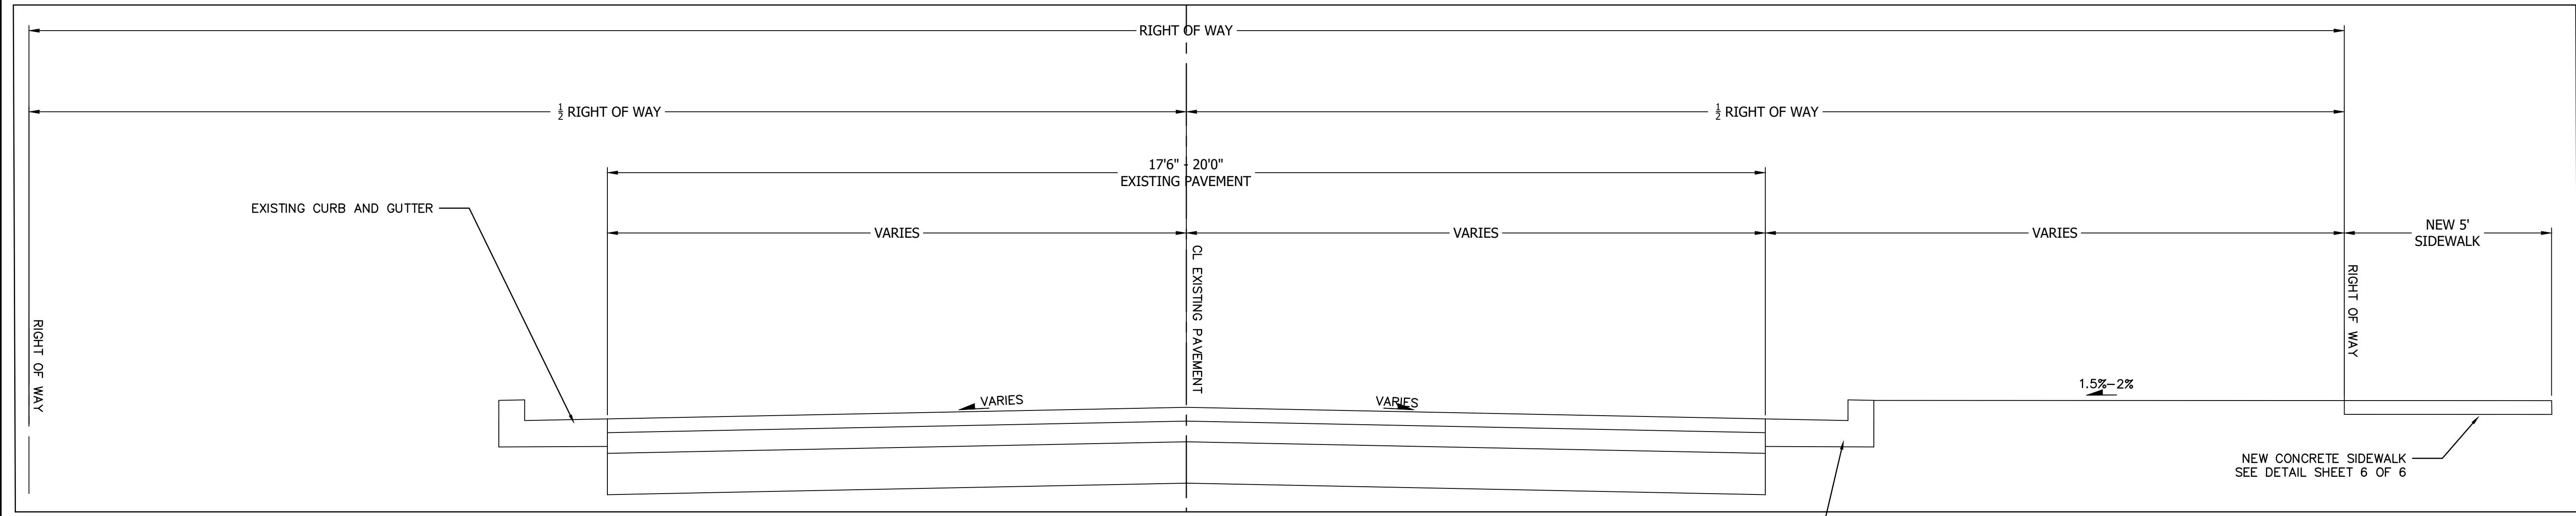 RIGHT OF WAY
½ RIGHT OF WAY
½ RIGHT OF WAY
17'6" - 20'0"
EXISTING PAVEMENT
EXISTING CURB AND GUTTER
VARIES
VARIES
VARIES
NEW 5'
SIDEWALK
RIGHT OF WAY
CL EXISTING PAVEMENT
RIGHT OF WAY
VARIES
VARIES
1.5%-2%
NEW CONCRETE SIDEWALK
SEE DETAIL SHEET 6 OF 6